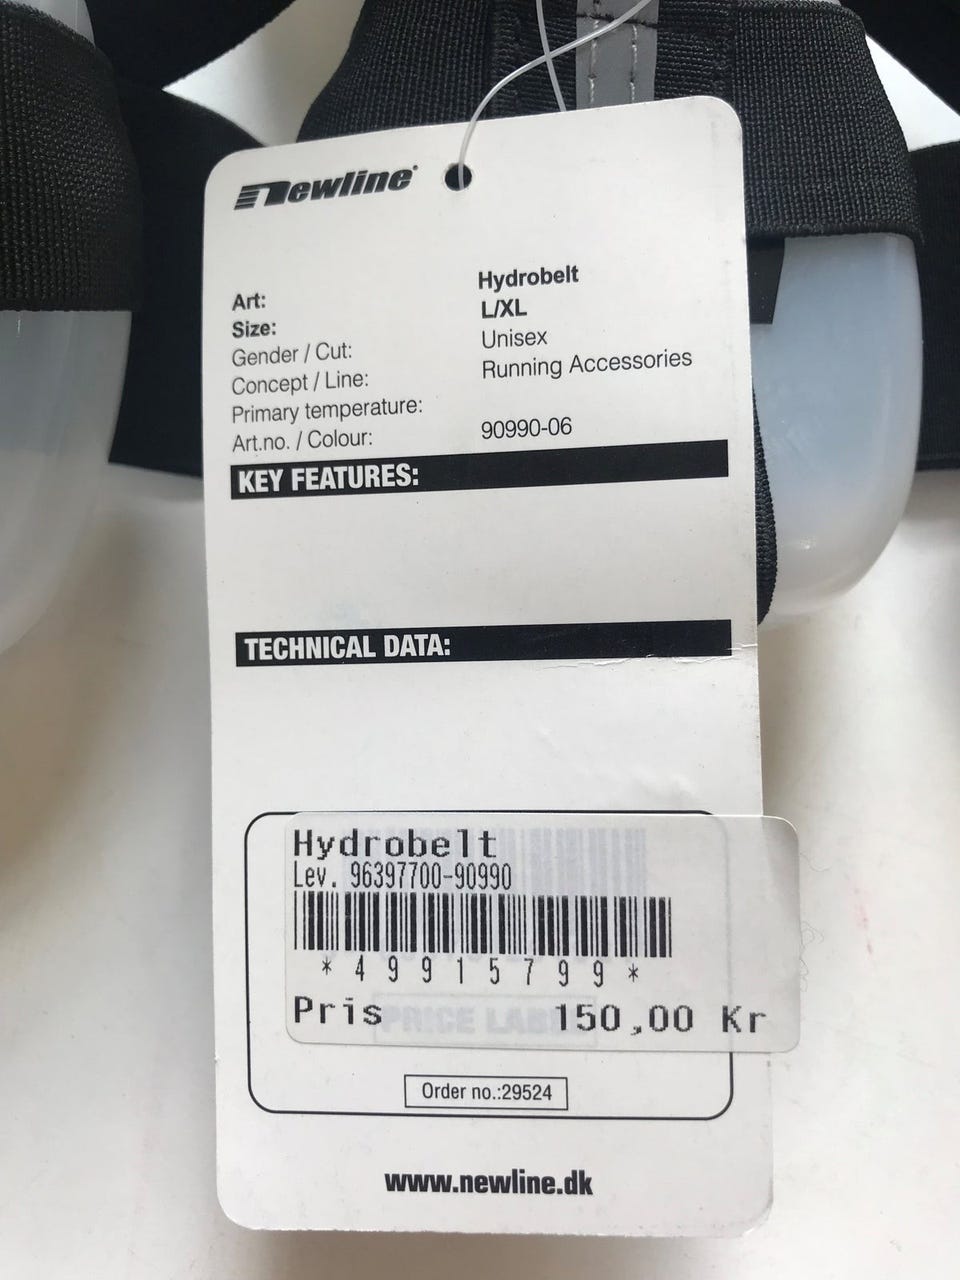 newline
Art: Hydrobelt
Size: L/XL
Gender / Cut: Unisex
Concept / Line: Running Accessories
Primary temperature:
Art.no. / Colour: 90990-06
KEY FEATURES:
TECHNICAL DATA:
Hydrobelt
Lev. 96397700-90990
*49915799*
PRICE LABEL
Pris 150,00 Kr
Order no.:29524
www.newline.dk